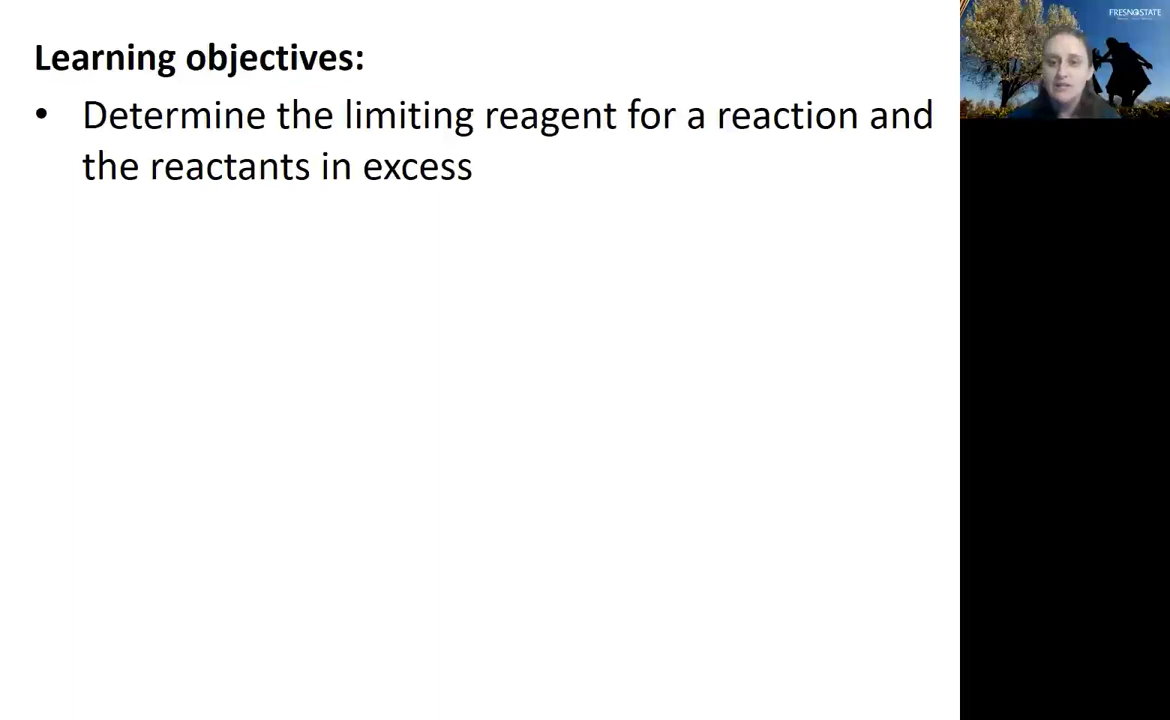 Learning objectives:
• Determine the limiting reagent for a reaction and
the reactants in excess
FRESNO STATE